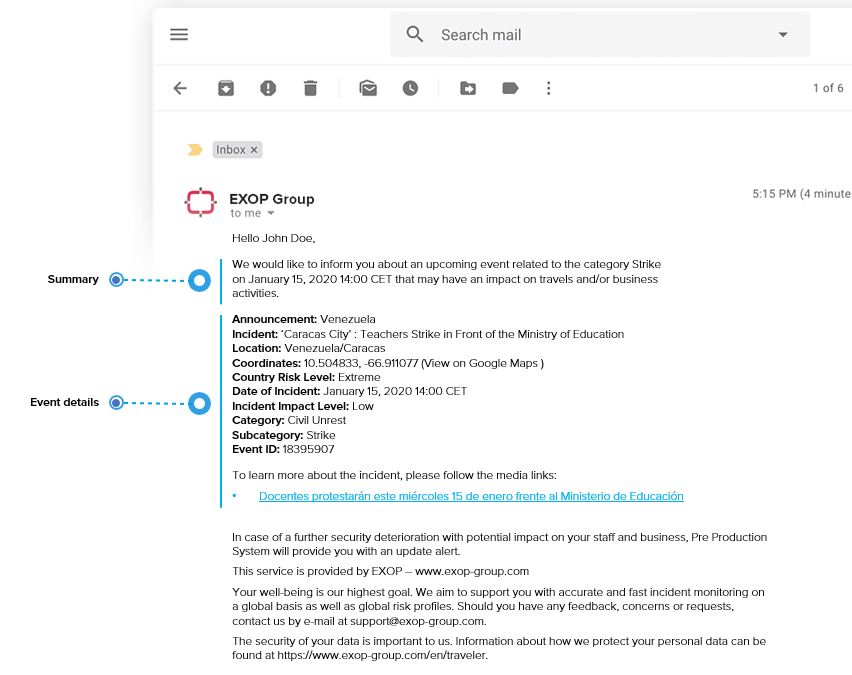 Search mail
1 of 6
Inbox ×
EXOP Group
5:15 PM (4 minute
to me
Hello John Doe,
Summary
We would like to inform you about an upcoming event related to the category Strike
on January 15, 2020 14:00 CET that may have an impact on travels and/or business
activities.
Announcement: Venezuela
Incident: 'Caracas City' : Teachers Strike in Front of the Ministry of Education
Location: Venezuela/Caracas
Coordinates: 10.504833, -66.911077 (View on Google Maps )
Country Risk Level: Extreme
Date of Incident: January 15, 2020 14:00 CET
Event details
Incident Impact Level: Low
Category: Civil Unrest
Subcategory: Strike
Event ID: 18395907
To learn more about the incident, please follow the media links:
• Docentes protestarán este miércoles 15 de enero frente al Ministerio de Educación
In case of a further security deterioration with potential impact on your staff and business, Pre Production
System will provide you with an update alert.
This service is provided by EXOP – www.exop-group.com
Your well-being is our highest goal. We aim to support you with accurate and fast incident monitoring on
a global basis as well as global risk profiles. Should you have any feedback, concerns or requests,
contact us by e-mail at support@exop-group.com.
The security of your data is important to us. Information about how we protect your personal data can be
found at https://www.exop-group.com/en/traveler.